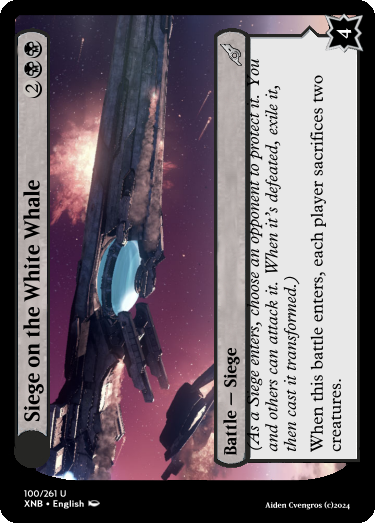 Siege on the White Whale
2
Battle — Siege
(As a Siege enters, choose an opponent to protect it. You
and others can attack it. When it's defeated, exile it,
then cast it transformed.)
When this battle enters, each player sacrifices two
creatures.
4
100/261 U
XNB • English
Aiden Cvengros (c)2024